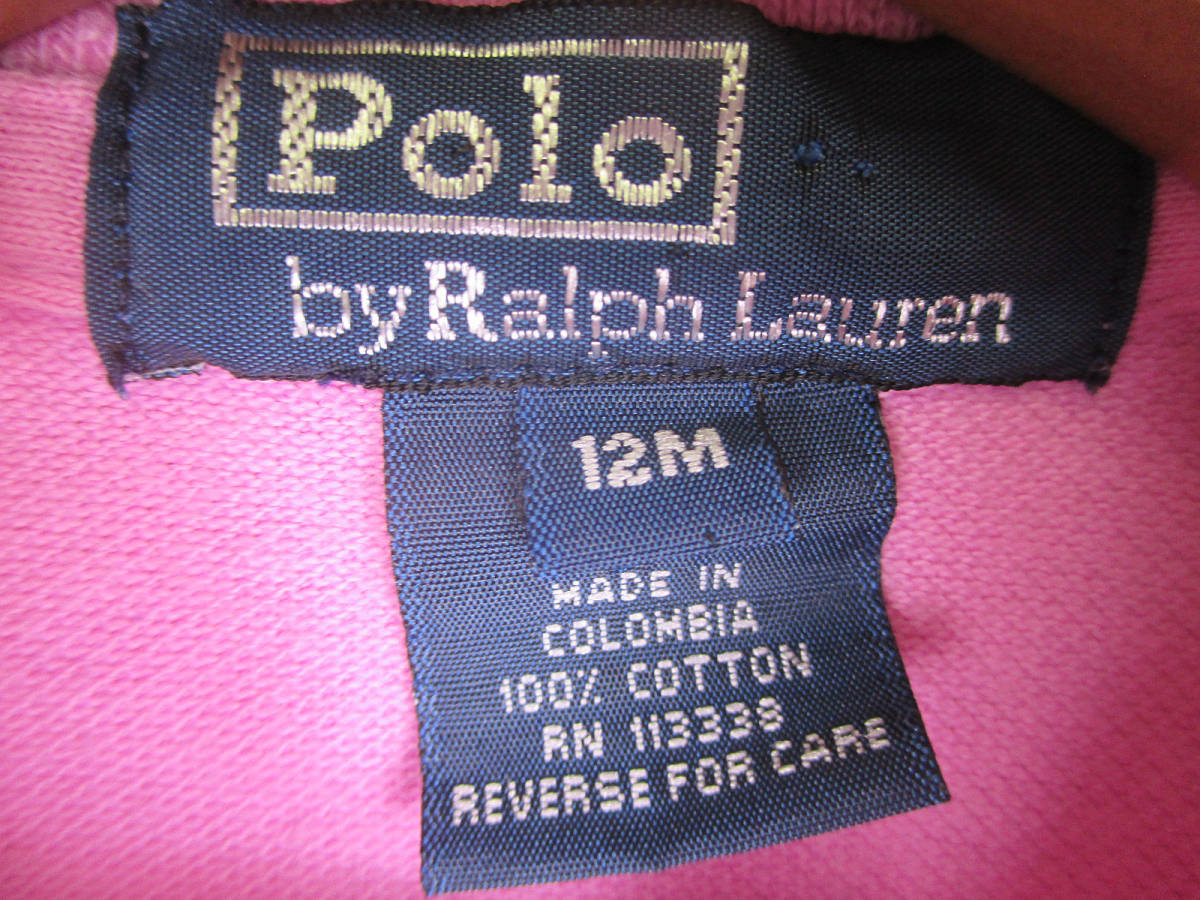 Polo
by Ralph Lauren
12M
MADE IN
COLOMBIA
100% COTTON
RN 113338
REVERSE FOR CARE